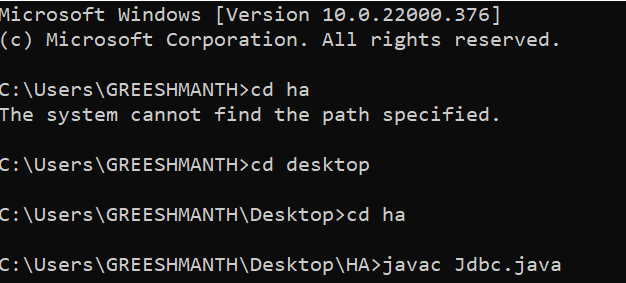 Microsoft Windows [Version 10.0.22000.376]
(c) Microsoft Corporation. All rights reserved.
C:\Users\GREESHMANTH>cd ha
The system cannot find the path specified.
C:\Users\GREESHMANTH>cd desktop
C:\Users\GREESHMANTH\Desktop>cd ha
C:\Users\GREESHMANTH\Desktop\HA>javac Jdbc.java